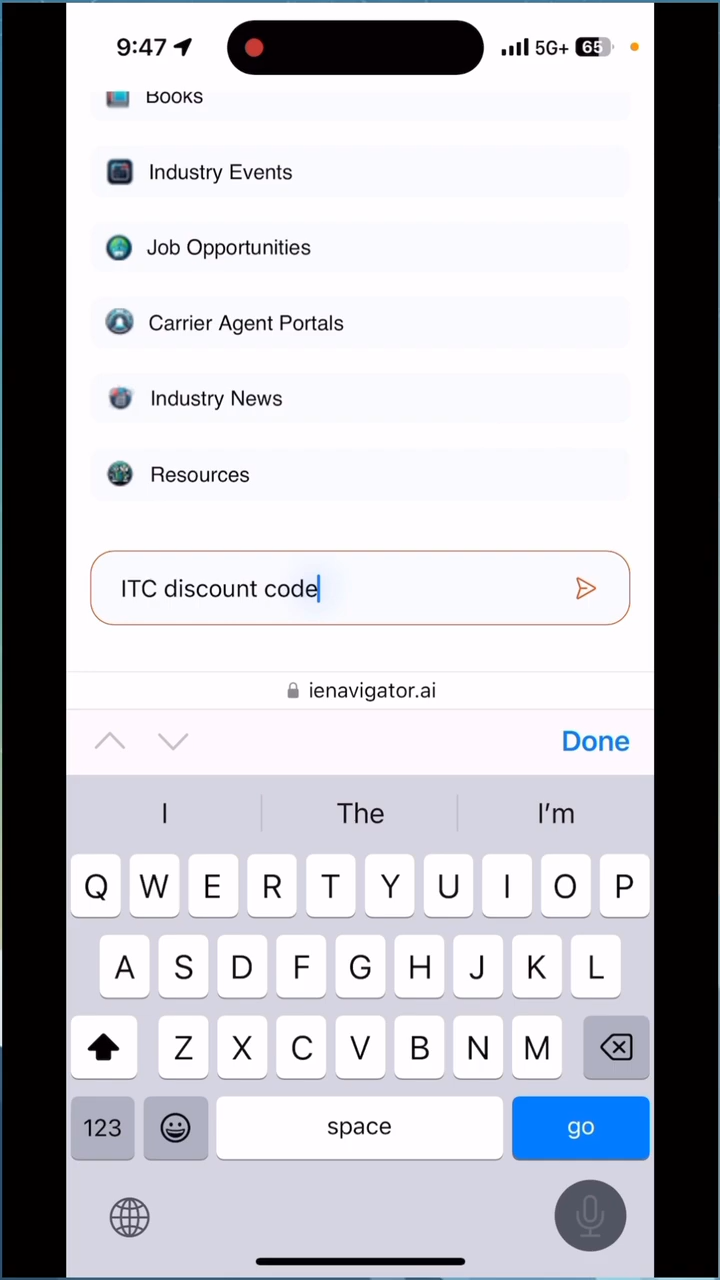 9:47
5G+ 65
Books
Industry Events
Job Opportunities
Carrier Agent Portals
Industry News
Resources
ITC discount code
ienavigator.ai
Done
I The I'm
Q W E R T Y U I O P
A S D F G H J K L
Z X C V B N M
123 space go